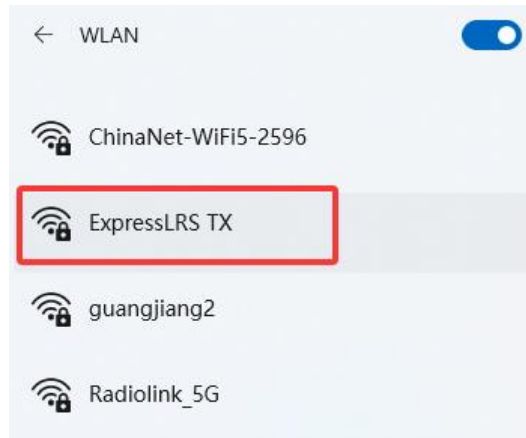 WLAN
ChinaNet-WiFi5-2596
ExpressLRS TX
guangjiang2
Radiolink_5G